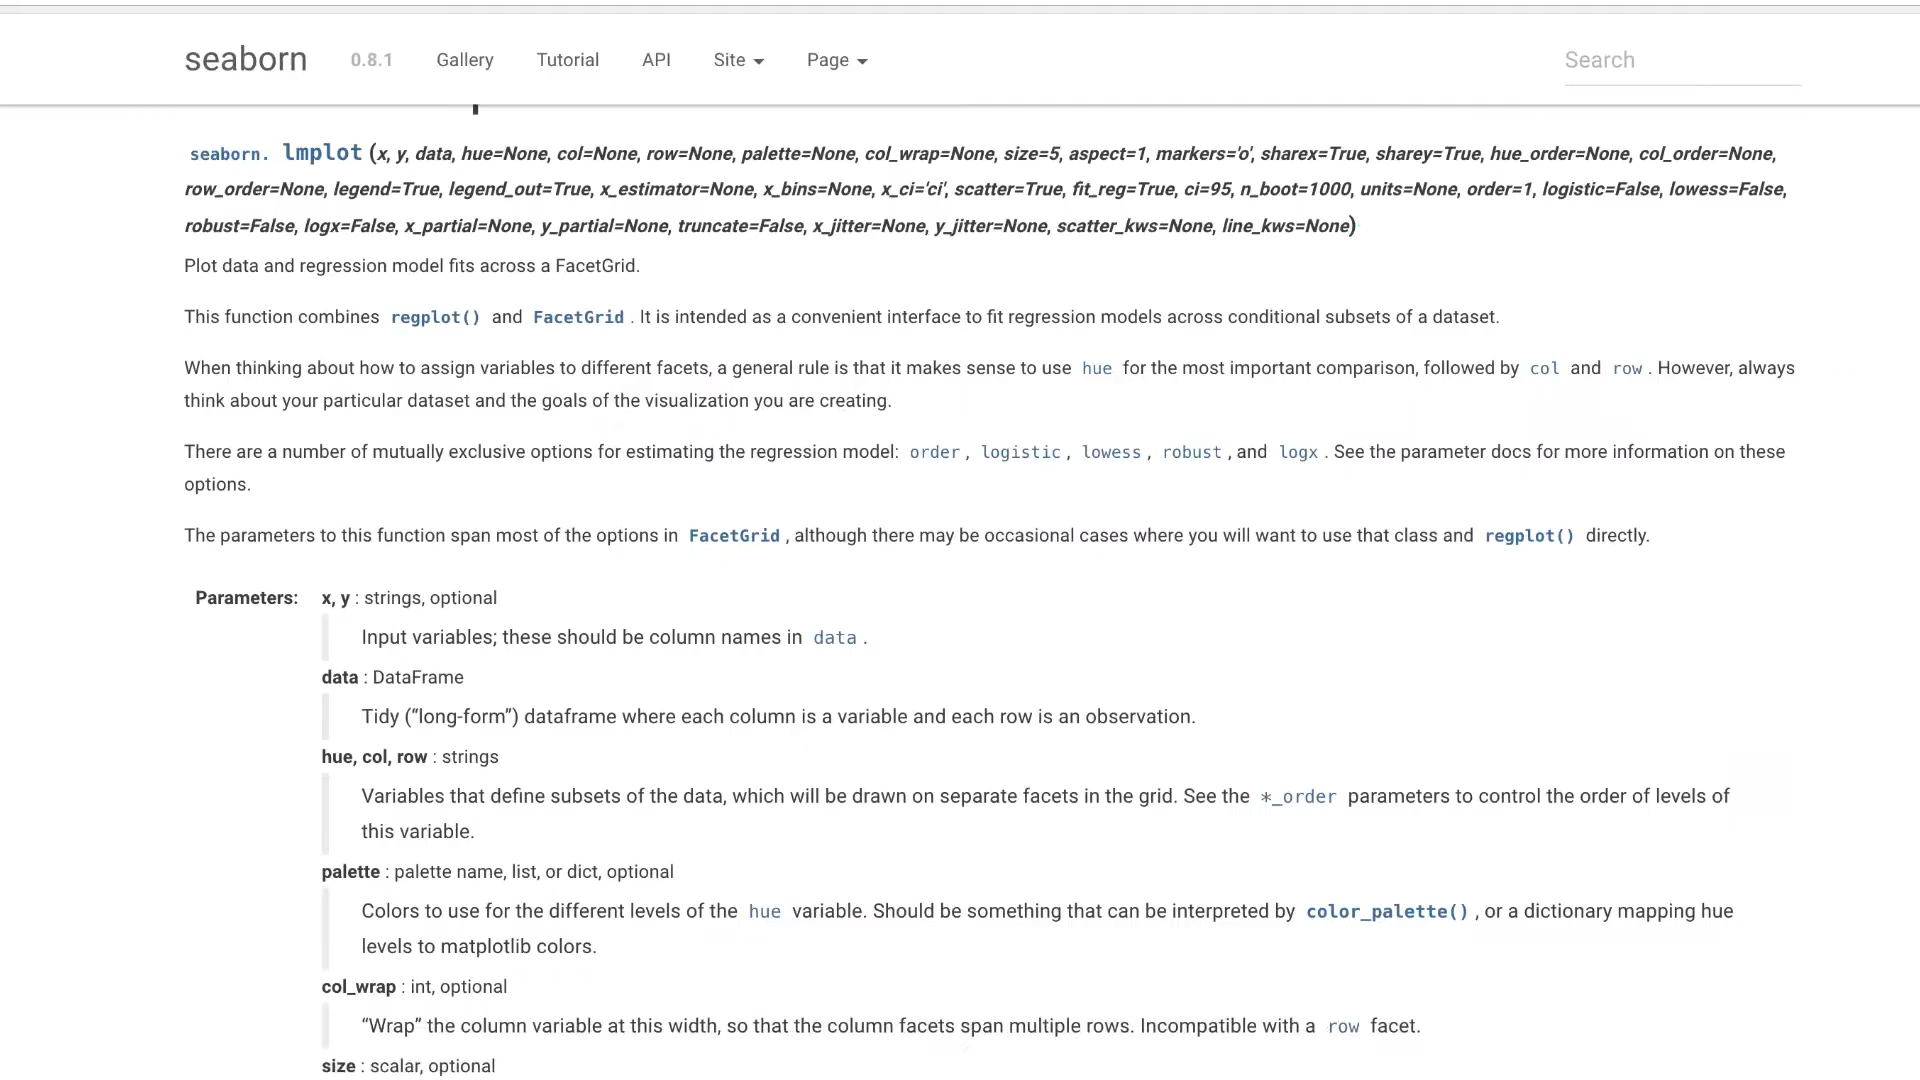 seaborn 0.8.1 Gallery Tutorial API Site Page Search
seaborn. lmplot (x, y, data, hue=None, col=None, row=None, palette=None, col_wrap=None, size=5, aspect=1, markers='o', sharex=True, sharey=True, hue_order=None, col_order=None,
row_order=None, legend=True, legend_out=True, x_estimator=None, x_bins=None, x_ci='ci', scatter=True, fit_reg=True, ci=95, n_boot=1000, units=None, order=1, logistic=False, lowess=False,
robust=False, logx=False, x_partial=None, y_partial=None, truncate=False, x_jitter=None, y_jitter=None, scatter_kws=None, line_kws=None)
Plot data and regression model fits across a FacetGrid.
This function combines regplot() and FacetGrid . It is intended as a convenient interface to fit regression models across conditional subsets of a dataset.
When thinking about how to assign variables to different facets, a general rule is that it makes sense to use hue for the most important comparison, followed by col and row . However, always
think about your particular dataset and the goals of the visualization you are creating.
There are a number of mutually exclusive options for estimating the regression model: order , logistic , lowess , robust , and logx . See the parameter docs for more information on these
options.
The parameters to this function span most of the options in FacetGrid , although there may be occasional cases where you will want to use that class and regplot() directly.
Parameters: x, y : strings, optional
Input variables; these should be column names in data .
data : DataFrame
Tidy (“long-form”) dataframe where each column is a variable and each row is an observation.
hue, col, row : strings
Variables that define subsets of the data, which will be drawn on separate facets in the grid. See the *_order parameters to control the order of levels of
this variable.
palette : palette name, list, or dict, optional
Colors to use for the different levels of the hue variable. Should be something that can be interpreted by color_palette() , or a dictionary mapping hue
levels to matplotlib colors.
col_wrap : int, optional
“Wrap” the column variable at this width, so that the column facets span multiple rows. Incompatible with a row facet.
size : scalar, optional